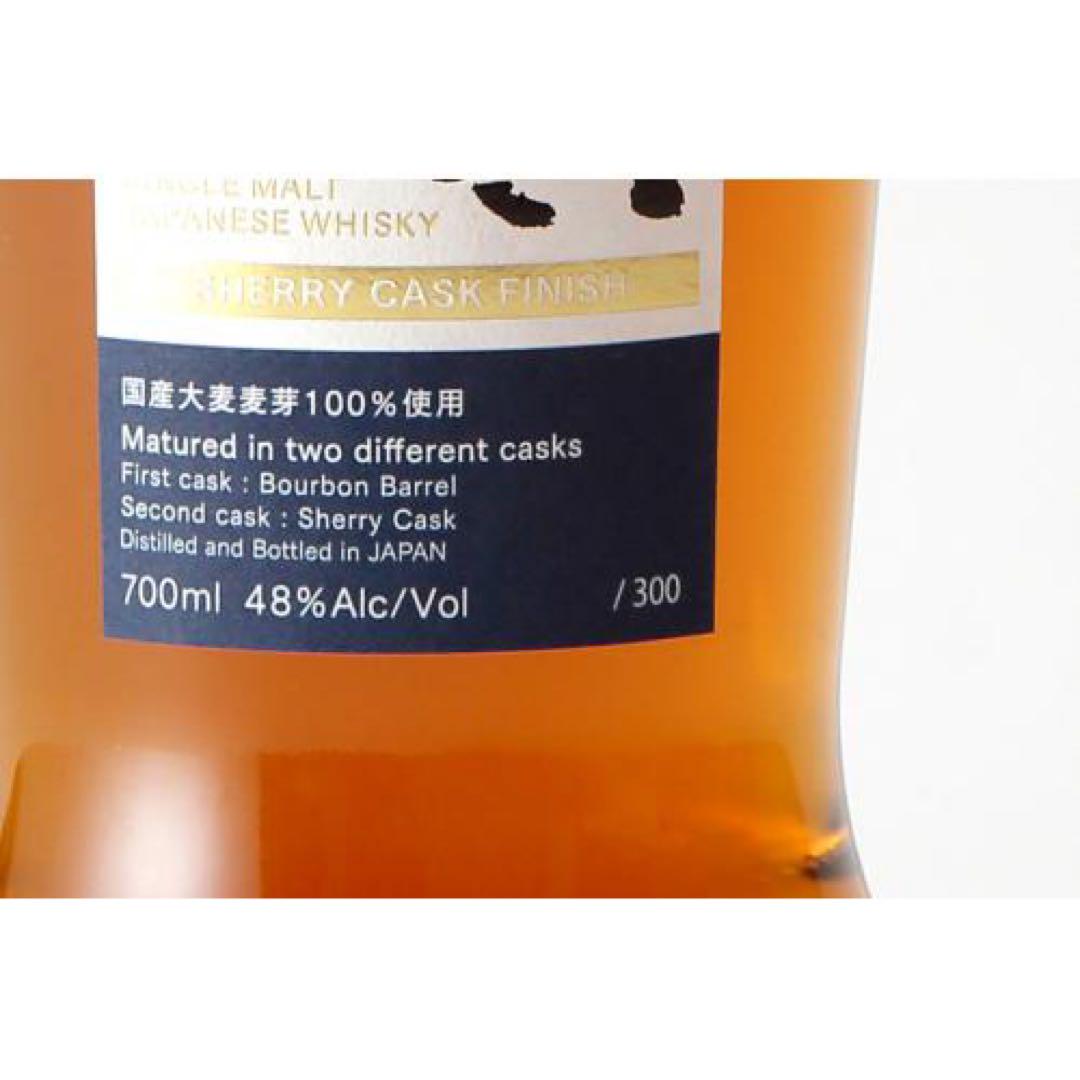 SINGLE MALT
JAPANESE WHISKY
SHERRY CASK FINISH
国産大麦麦芽100%使用
Matured in two different casks
First cask : Bourbon Barrel
Second cask : Sherry Cask
Distilled and Bottled in JAPAN
700ml 48%Alc/Vol /300